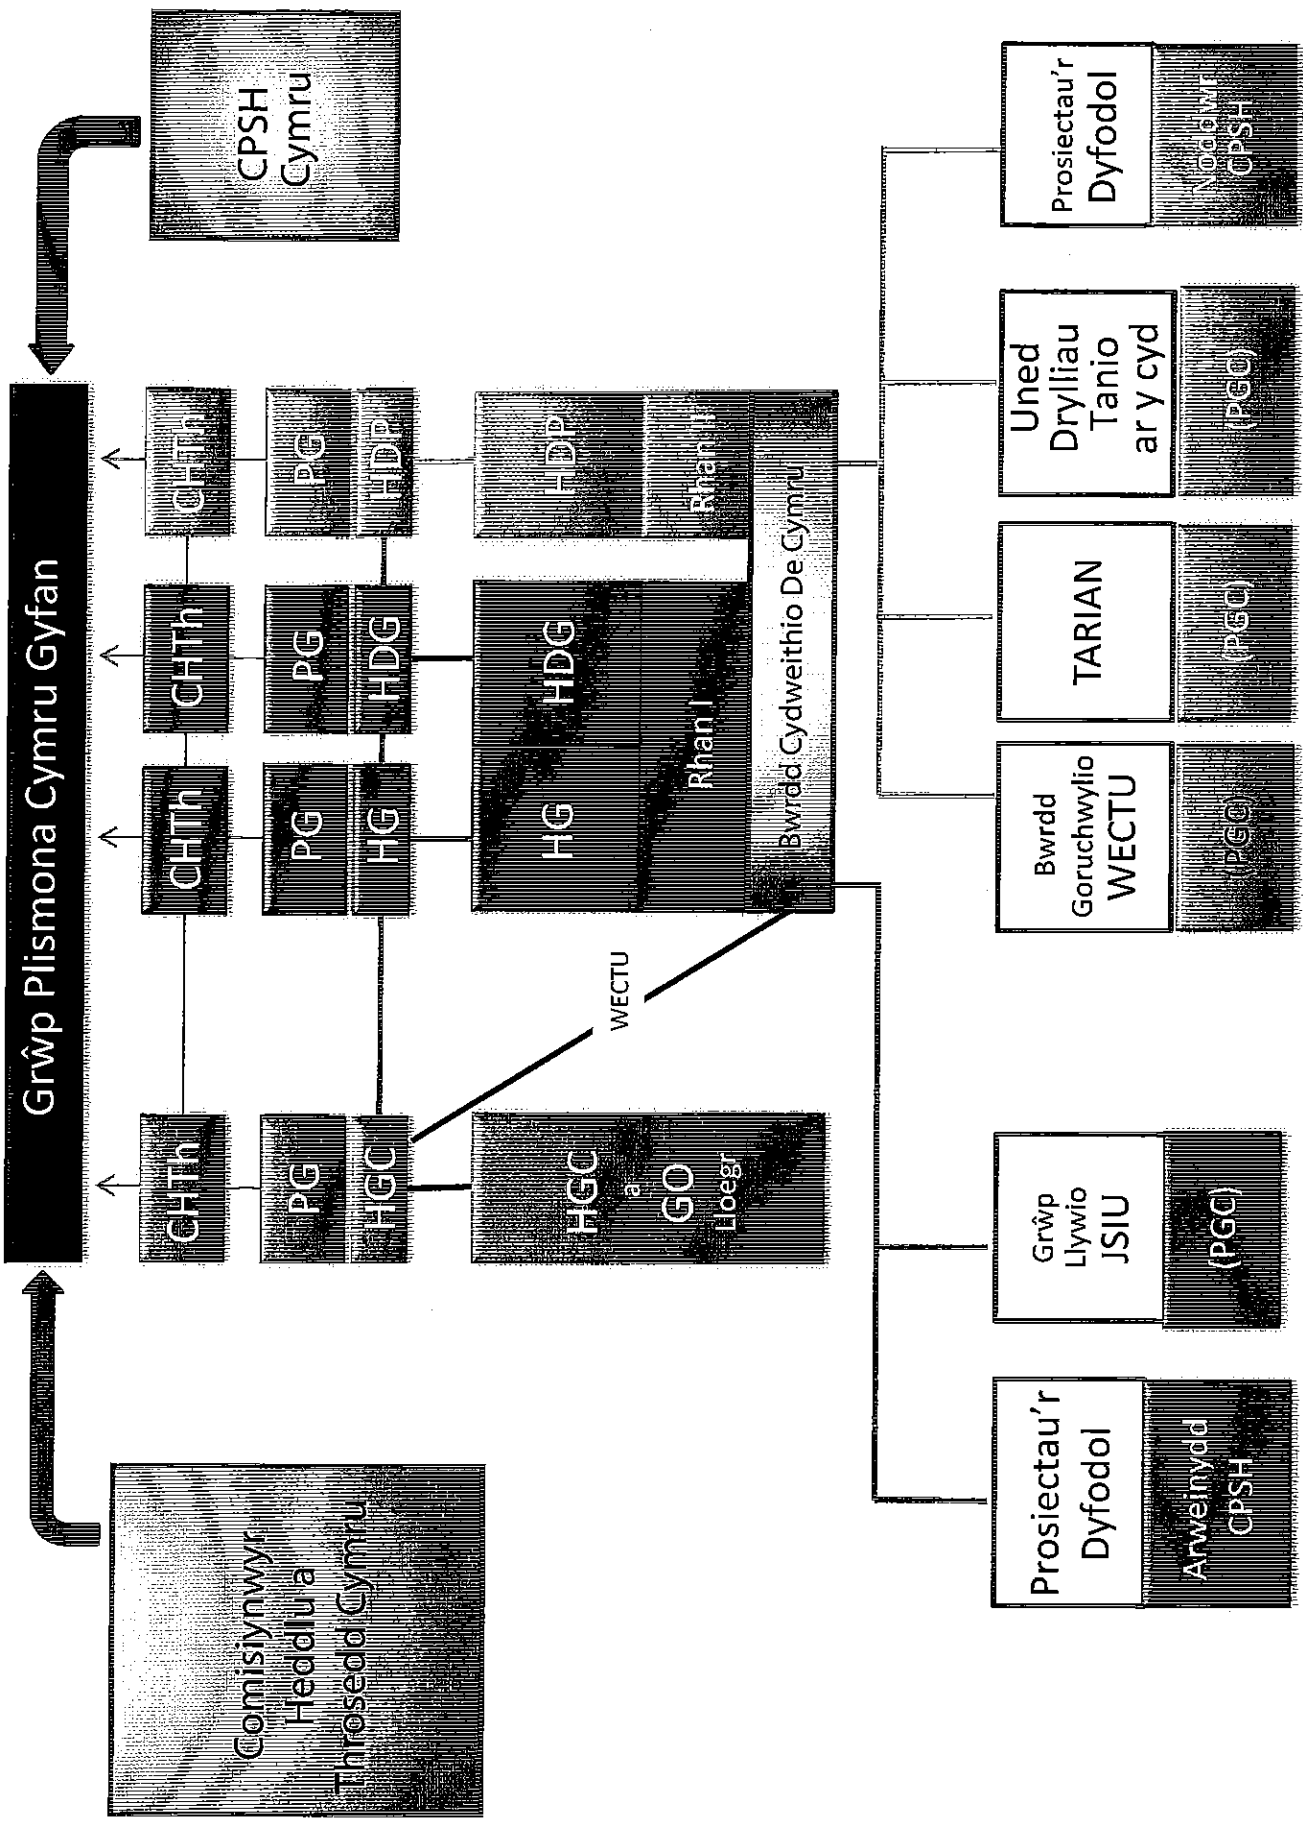 Grŵp Plismona Cymru Gyfan
Comisiynwyr
Heddlu a
Throsedd Cymru
CPSH
Cymru
CHTh
CHTh
CHTh
CHTh
PG
PG
PG
PG
HGC
HG
HDG
HDP
HGC
a
GO
lloegr
HG
HDG
HDP
Rhan I
Rhan II
WECTU
Bwrdd Cydweithio De Cymru
Prosiectau'r
Dyfodol
Arweinydd
CPSH
Grŵp
Llywio
JSIU
(PGC)
Bwrdd
Goruchwylio
WECTU
(PGC)
TARIAN
(PGC)
Uned
Drylliau
Tanio
ar y cyd
(PGC)
Prosiectau'r
Dyfodol
Noddwr
CPSH